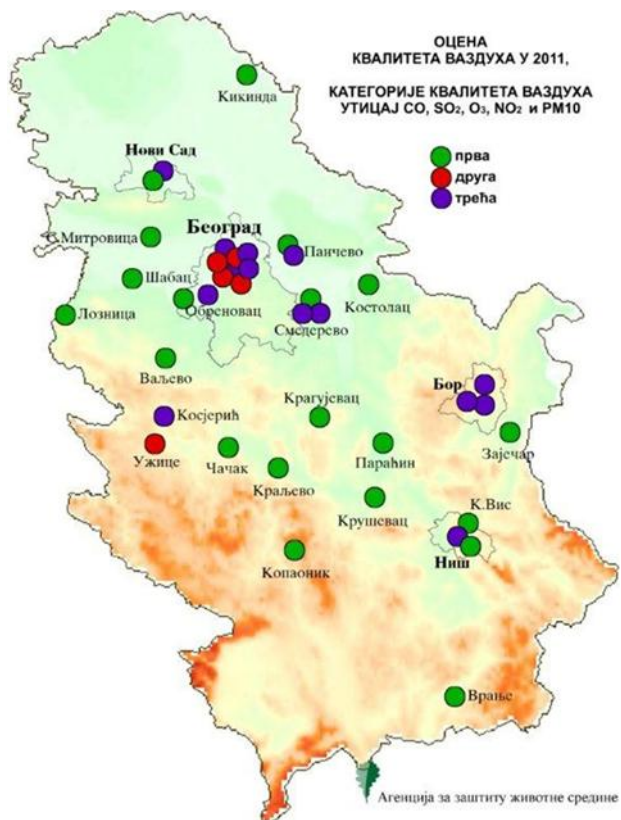 ОЦЕНА
КВАЛИТЕТА ВАЗДУХА У 2011,
КАТЕГОРИЈЕ КВАЛИТЕТА ВАЗДУХА
УТИЦАЈ CO, SO₂, O₃, NO₂ и PM10
прва
друга
трећа
Кикинда
Нови Сад
С.Митровица
Београд
Панчево
Шабац
Обреновац
Костолац
Лозница
Смедерево
Ваљево
Бор
Косјерић
Крагујевац
Ужице
Чачак
Параћин
Зајечар
Краљево
Крушевац
К.Вис
Копаоник
Ниш
Врање
Агенција за заштиту животне средине